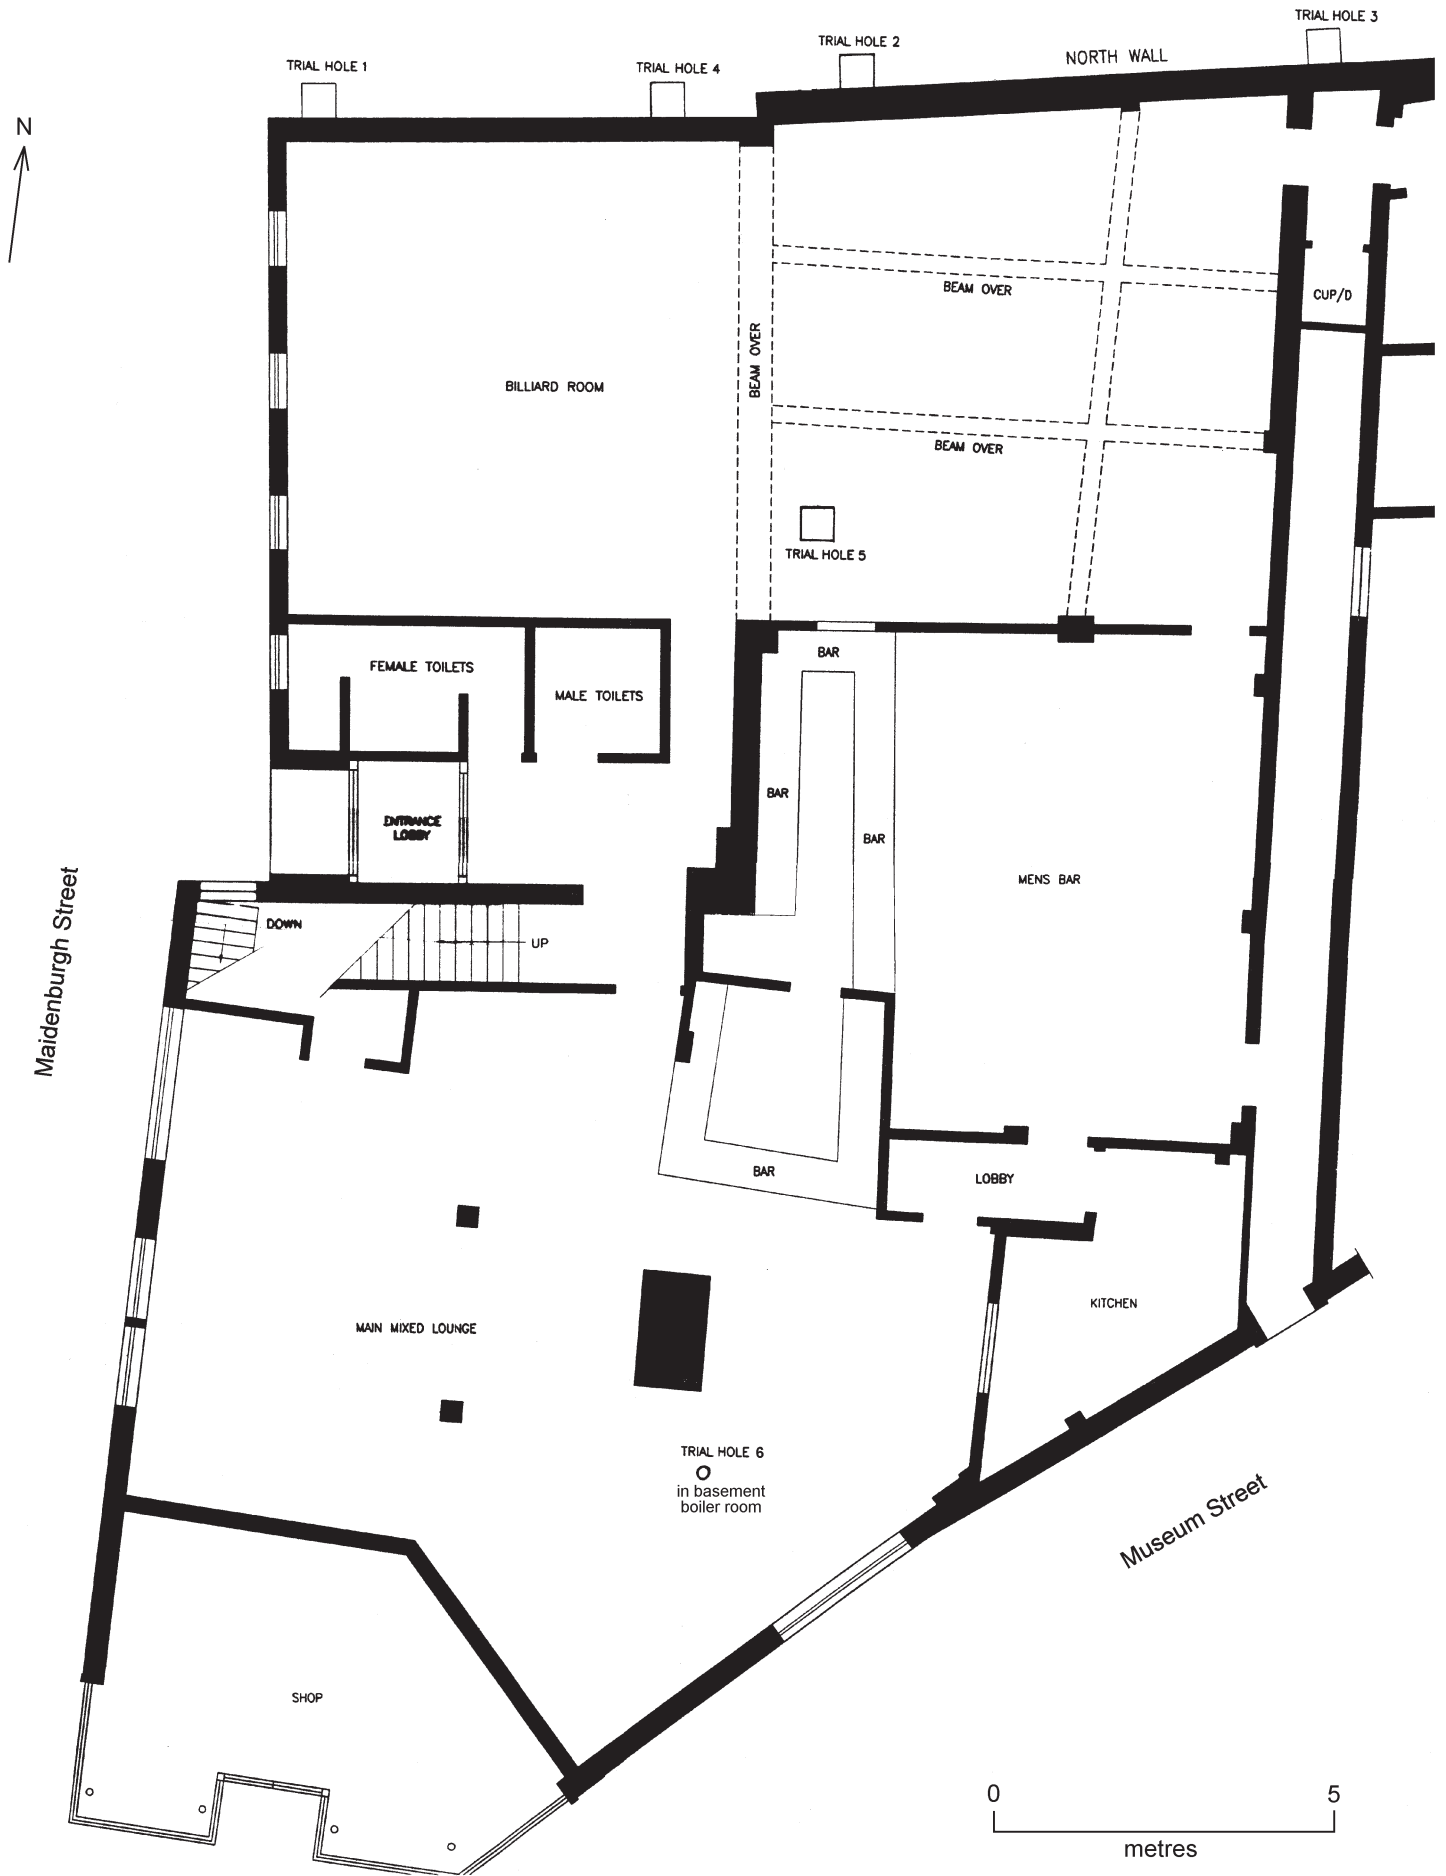 TRIAL HOLE 3
TRIAL HOLE 2
NORTH WALL
TRIAL HOLE 1
TRIAL HOLE 4
N
BEAM OVER
CUP/D
BEAM OVER
BILLIARD ROOM
BEAM OVER
TRIAL HOLE 5
BAR
FEMALE TOILETS
MALE TOILETS
BAR
ENTRANCE
LOBBY
BAR
MENS BAR
DOWN
UP
Maidenburgh Street
BAR
LOBBY
KITCHEN
MAIN MIXED LOUNGE
TRIAL HOLE 6
in basement
boiler room
Museum Street
SHOP
0 5
metres